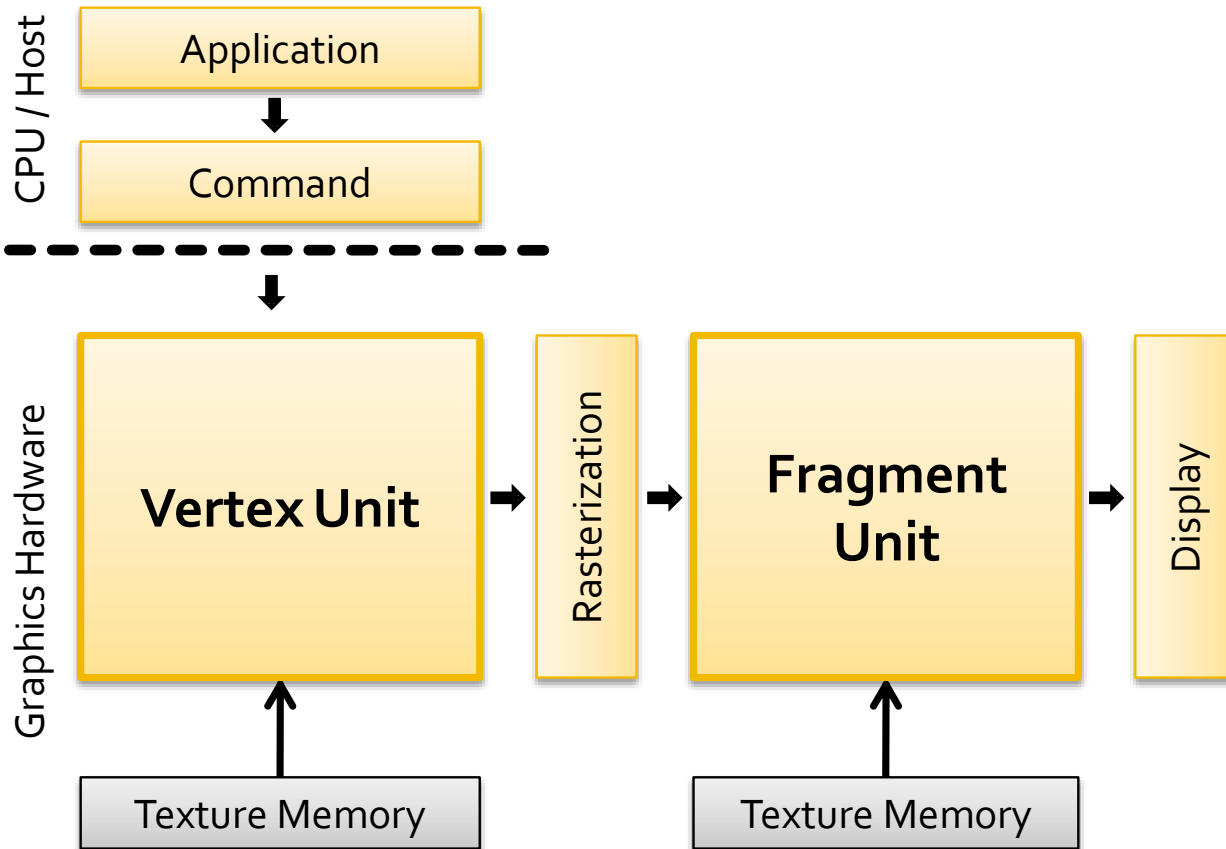 CPU / Host
Application
Command
Graphics Hardware
Vertex Unit
Rasterization
Fragment
Unit
Display
Texture Memory
Texture Memory